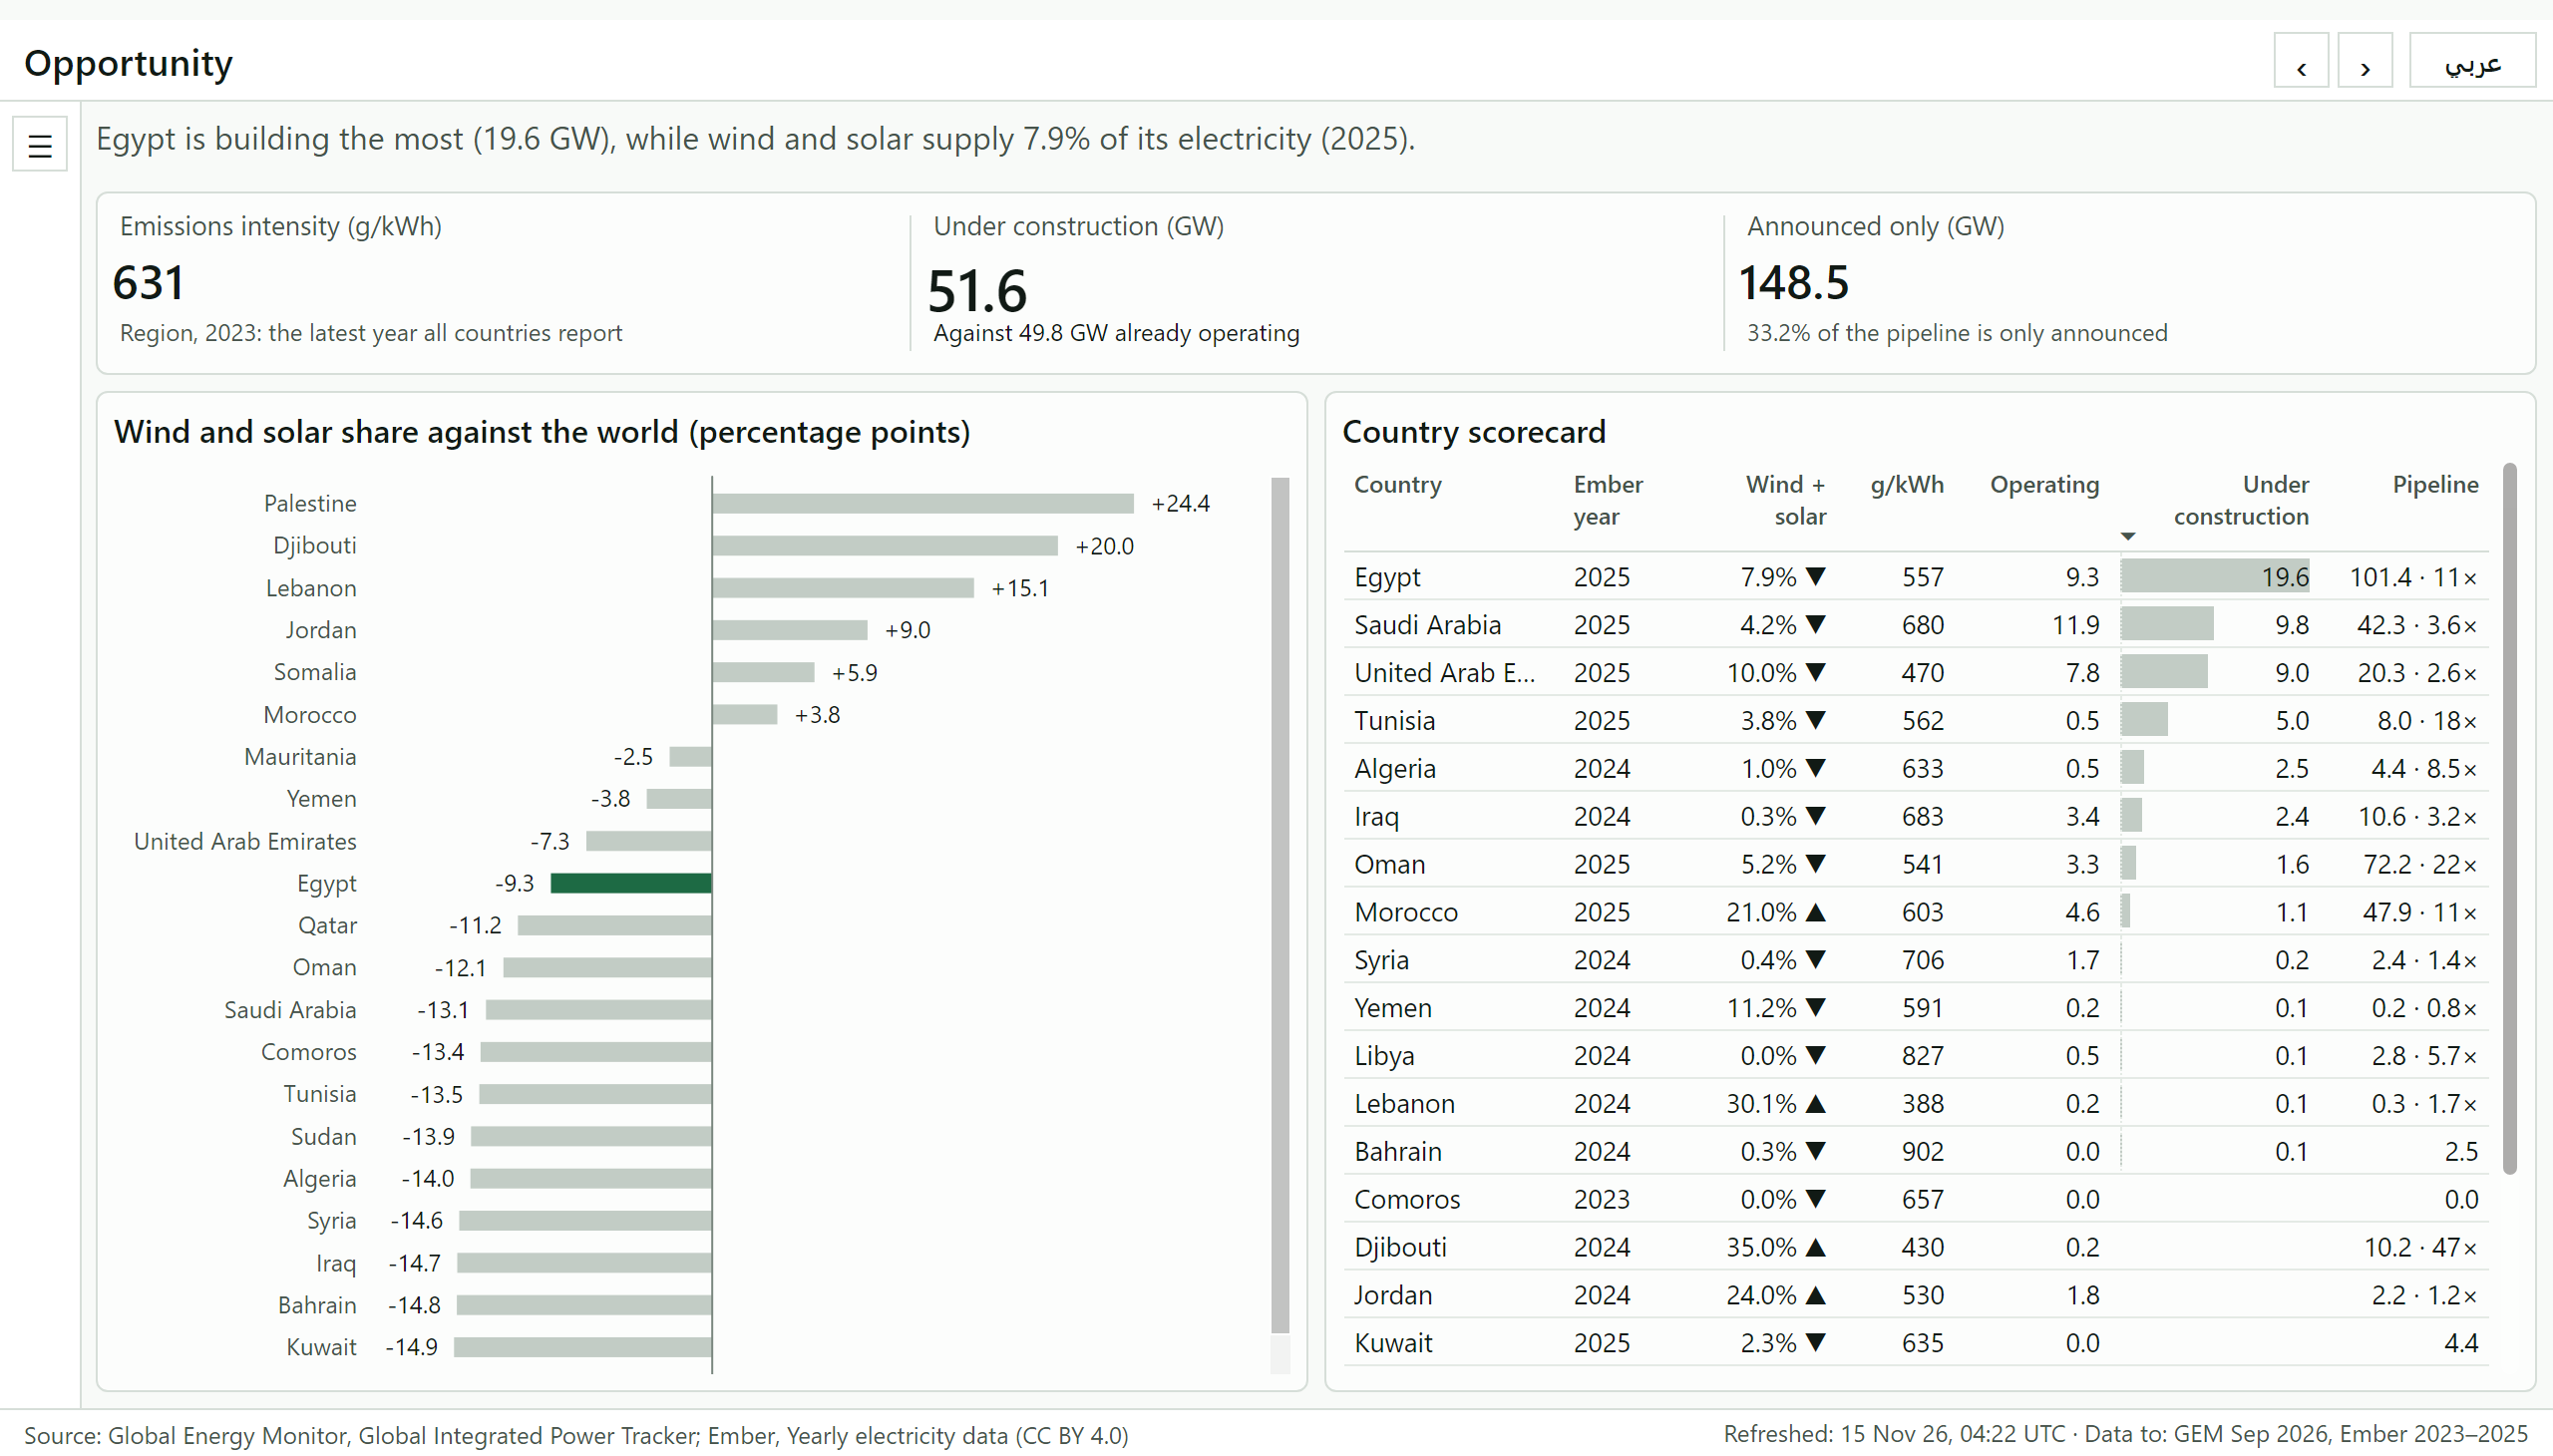 Opportunity
‹ › عربي
☰
Egypt is building the most (19.6 GW), while wind and solar supply 7.9% of its electricity (2025).
Emissions intensity (g/kWh)
631
Region, 2023: the latest year all countries report
Under construction (GW)
51.6
Against 49.8 GW already operating
Announced only (GW)
148.5
33.2% of the pipeline is only announced
Wind and solar share against the world (percentage points)
Palestine +24.4
Djibouti +20.0
Lebanon +15.1
Jordan +9.0
Somalia +5.9
Morocco +3.8
Mauritania -2.5
Yemen -3.8
United Arab Emirates -7.3
Egypt -9.3
Qatar -11.2
Oman -12.1
Saudi Arabia -13.1
Comoros -13.4
Tunisia -13.5
Sudan -13.9
Algeria -14.0
Syria -14.6
Iraq -14.7
Bahrain -14.8
Kuwait -14.9
Country scorecard
Country Ember year Wind + solar g/kWh Operating Under construction Pipeline
Egypt 2025 7.9% ▼ 557 9.3 19.6 101.4 · 11×
Saudi Arabia 2025 4.2% ▼ 680 11.9 9.8 42.3 · 3.6×
United Arab E... 2025 10.0% ▼ 470 7.8 9.0 20.3 · 2.6×
Tunisia 2025 3.8% ▼ 562 0.5 5.0 8.0 · 18×
Algeria 2024 1.0% ▼ 633 0.5 2.5 4.4 · 8.5×
Iraq 2024 0.3% ▼ 683 3.4 2.4 10.6 · 3.2×
Oman 2025 5.2% ▼ 541 3.3 1.6 72.2 · 22×
Morocco 2025 21.0% ▲ 603 4.6 1.1 47.9 · 11×
Syria 2024 0.4% ▼ 706 1.7 0.2 2.4 · 1.4×
Yemen 2024 11.2% ▼ 591 0.2 0.1 0.2 · 0.8×
Libya 2024 0.0% ▼ 827 0.5 0.1 2.8 · 5.7×
Lebanon 2024 30.1% ▲ 388 0.2 0.1 0.3 · 1.7×
Bahrain 2024 0.3% ▼ 902 0.0 0.1 2.5
Comoros 2023 0.0% ▼ 657 0.0 0.0
Djibouti 2024 35.0% ▲ 430 0.2 10.2 · 47×
Jordan 2024 24.0% ▲ 530 1.8 2.2 · 1.2×
Kuwait 2025 2.3% ▼ 635 0.0 4.4
Source: Global Energy Monitor, Global Integrated Power Tracker; Ember, Yearly electricity data (CC BY 4.0)
Refreshed: 15 Nov 26, 04:22 UTC · Data to: GEM Sep 2026, Ember 2023–2025